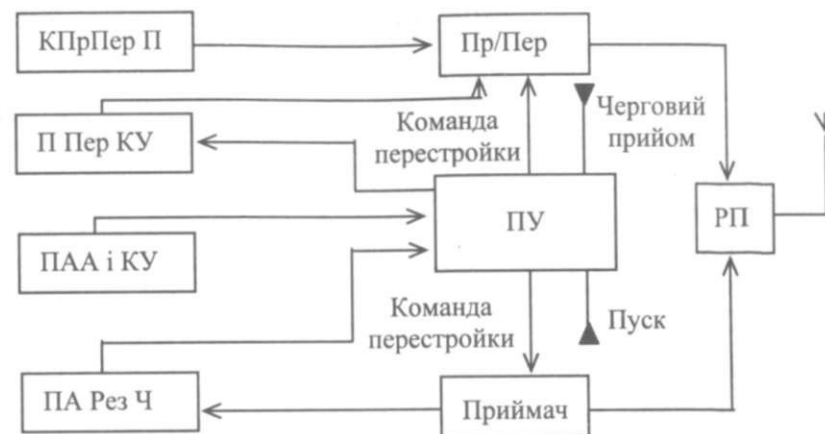 КПрПер П
Пр/Пер
П Пер КУ
Команда
перестройки
Черговий
прийом
ПАА і КУ
ПУ
РП
Команда
перестройки
Пуск
ПА Рез Ч
Приймач